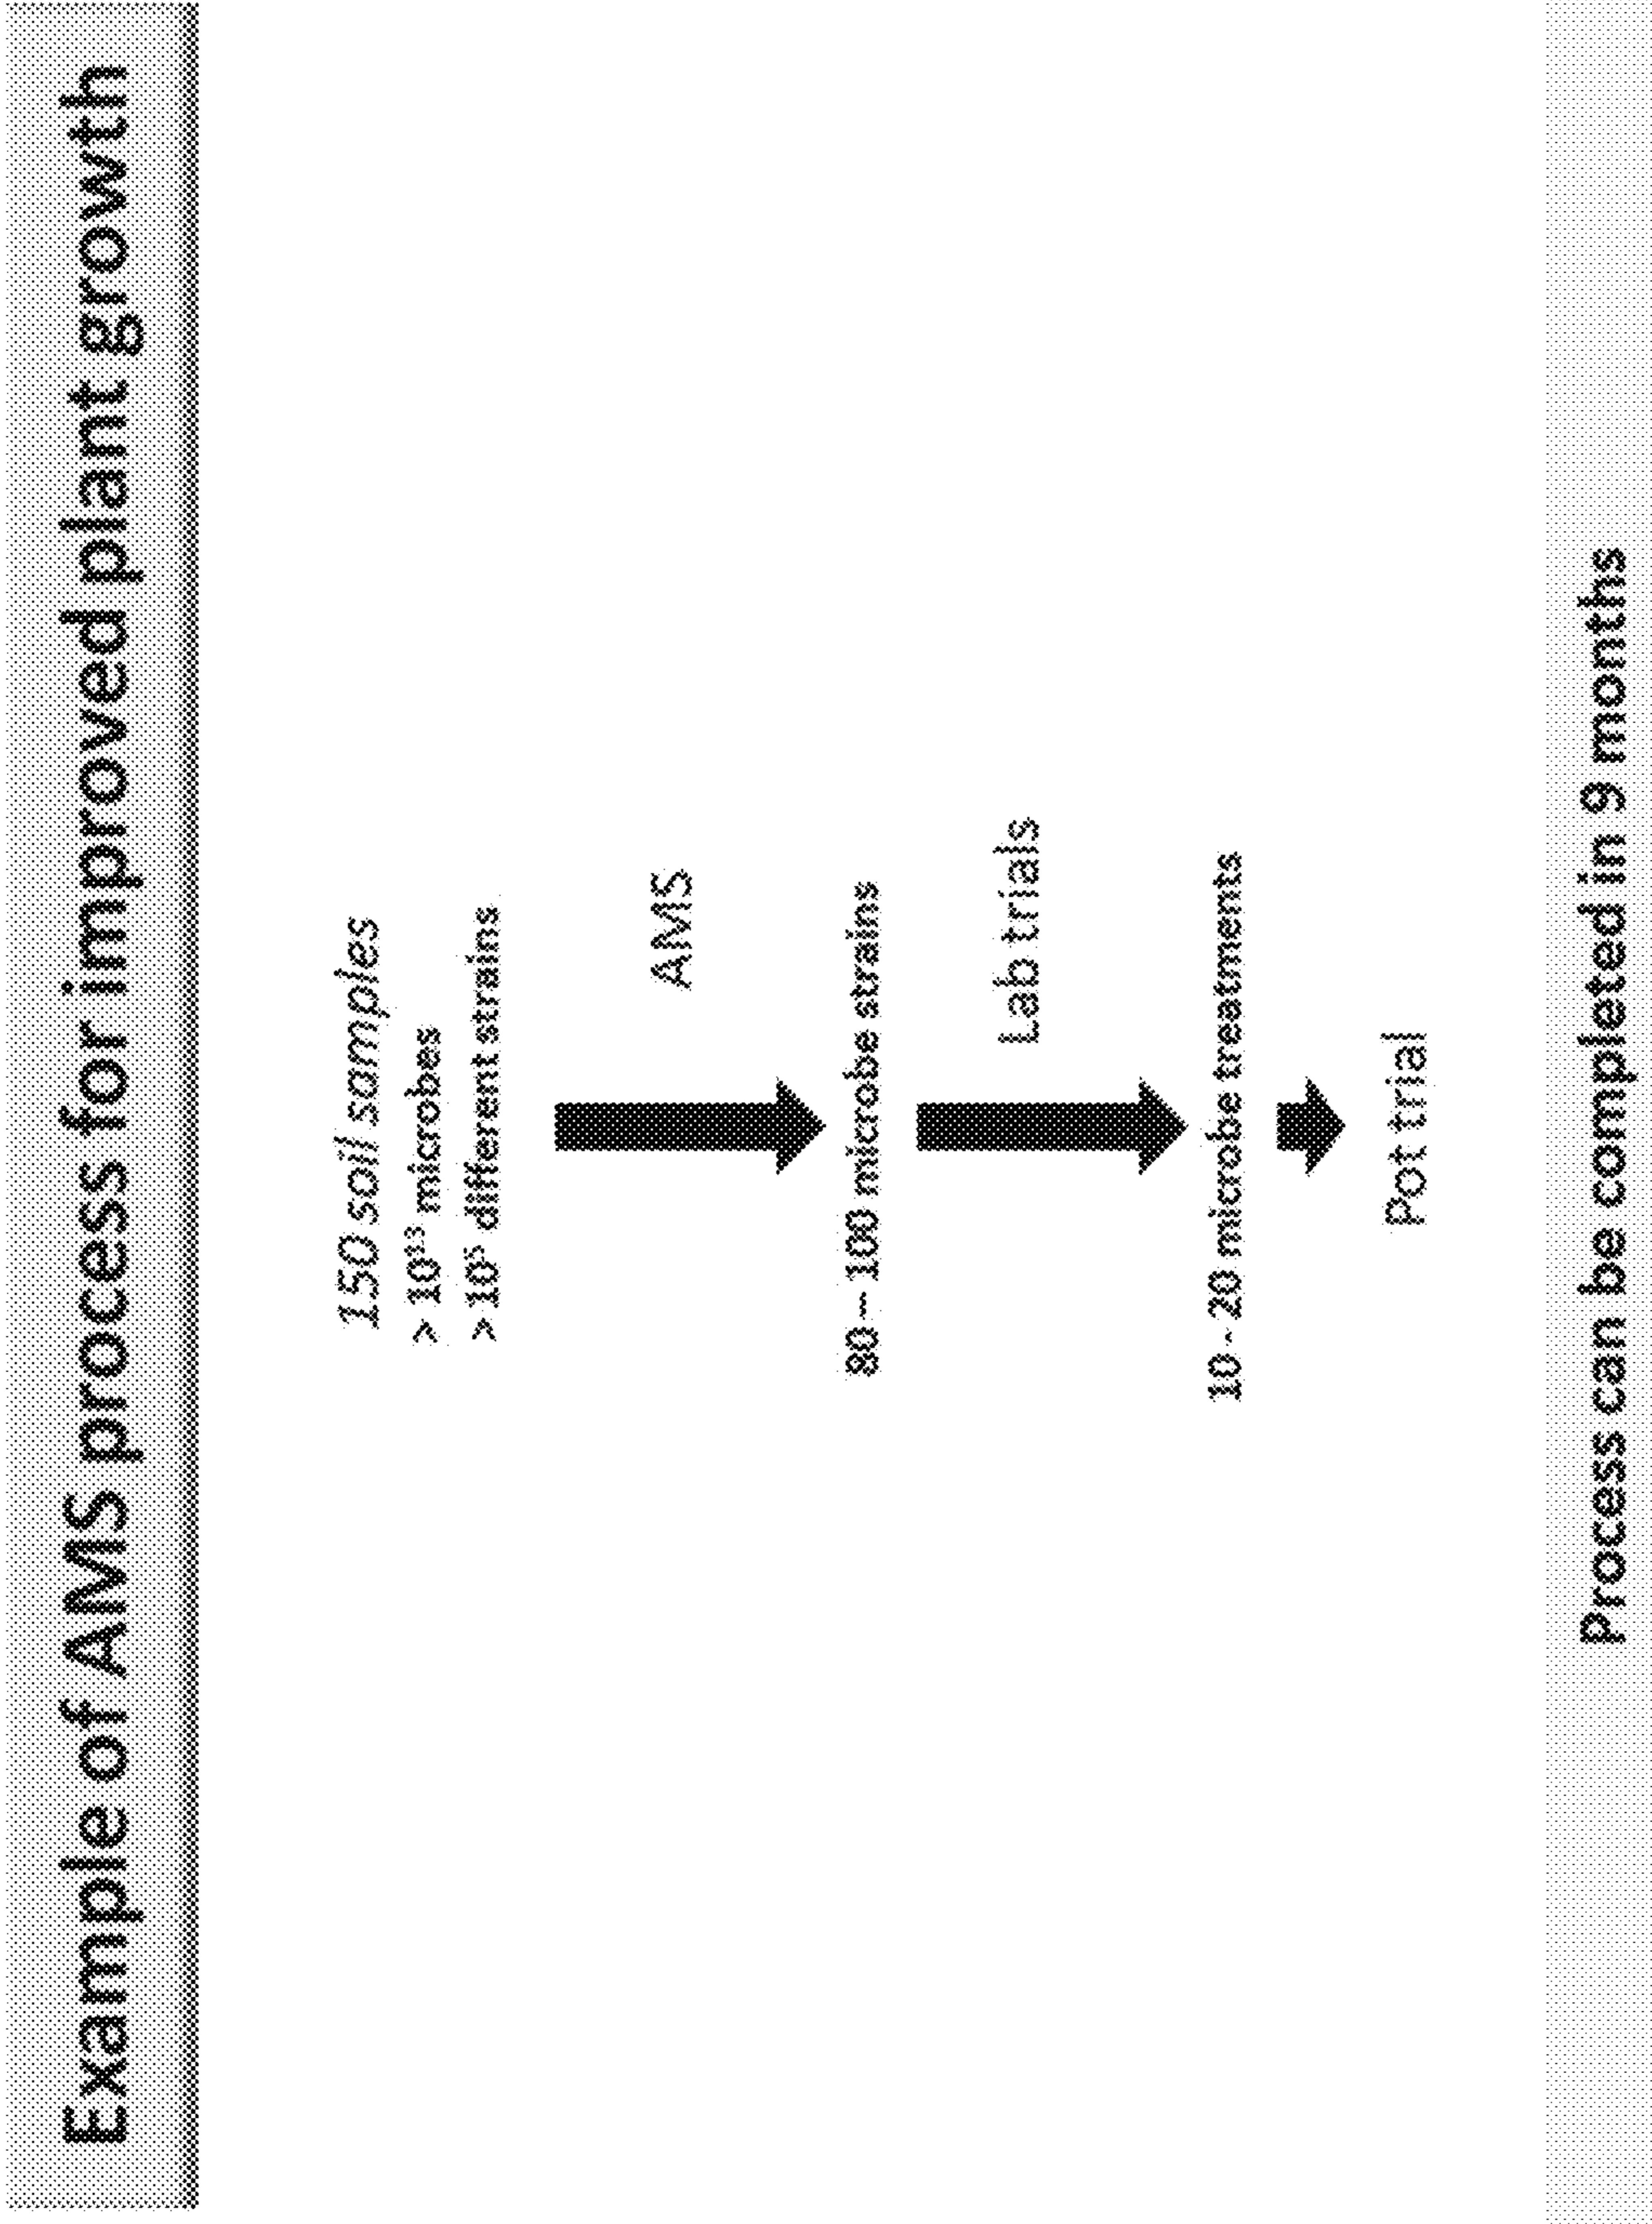 Example of AMS process for improved plant growth
150 soil samples
> 10¹³ microbes
> 10⁵ different strains
AMS
80 – 100 microbe strains
Lab trials
10 - 20 microbe treatments
Pot trial
Process can be completed in 9 months